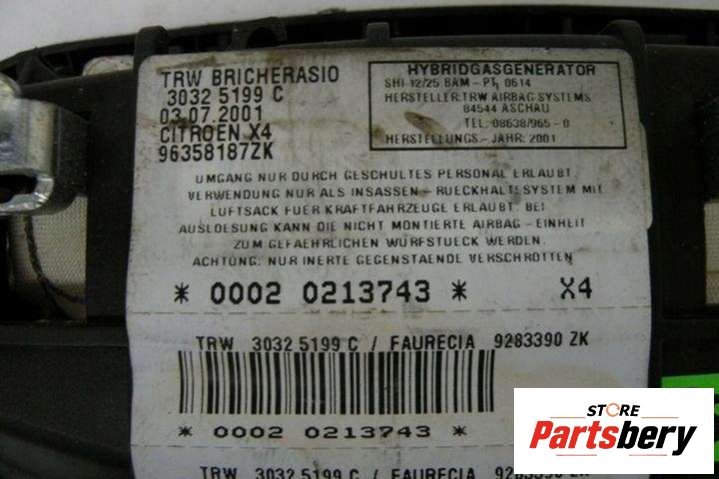 TRW BRICHERASIO
3032 5199 C
03.07.2001
CITROEN X4
96358187ZK
HYBRIDGASGENERATOR
SHI-12/25 BAM - PT1 0614
HERSTELLER:TRW AIRBAG SYSTEMS
84544 ASCHAU
TEL.:08638/965-0
HERSTELLUNGS-JAHR:2001
UMGANG NUR DURCH GESCHULTES PERSONAL ERLAUBT.
VERWENDUNG NUR ALS INSASSEN-RUECKHALTESYSTEM MIT
LUFTSACK FUER KRAFTFAHRZEUGE ERLAUBT. BEI
AUSLOESUNG KANN DIE NICHT MONTIERTE AIRBAG-EINHEIT
ZUM GEFAEHRLICHEN WURFSTUECK WERDEN.
ACHTUNG: NUR INERTE GEGENSTAENDE VERSCHROTTEN
* 0002 0213743 * X4
TRW 3032 5199 C / FAURECIA 9283390 ZK
* 0002 0213743 *
TRW 3032 5199 C / FAURECIA 9283390 ZK
STORE
Partsbery